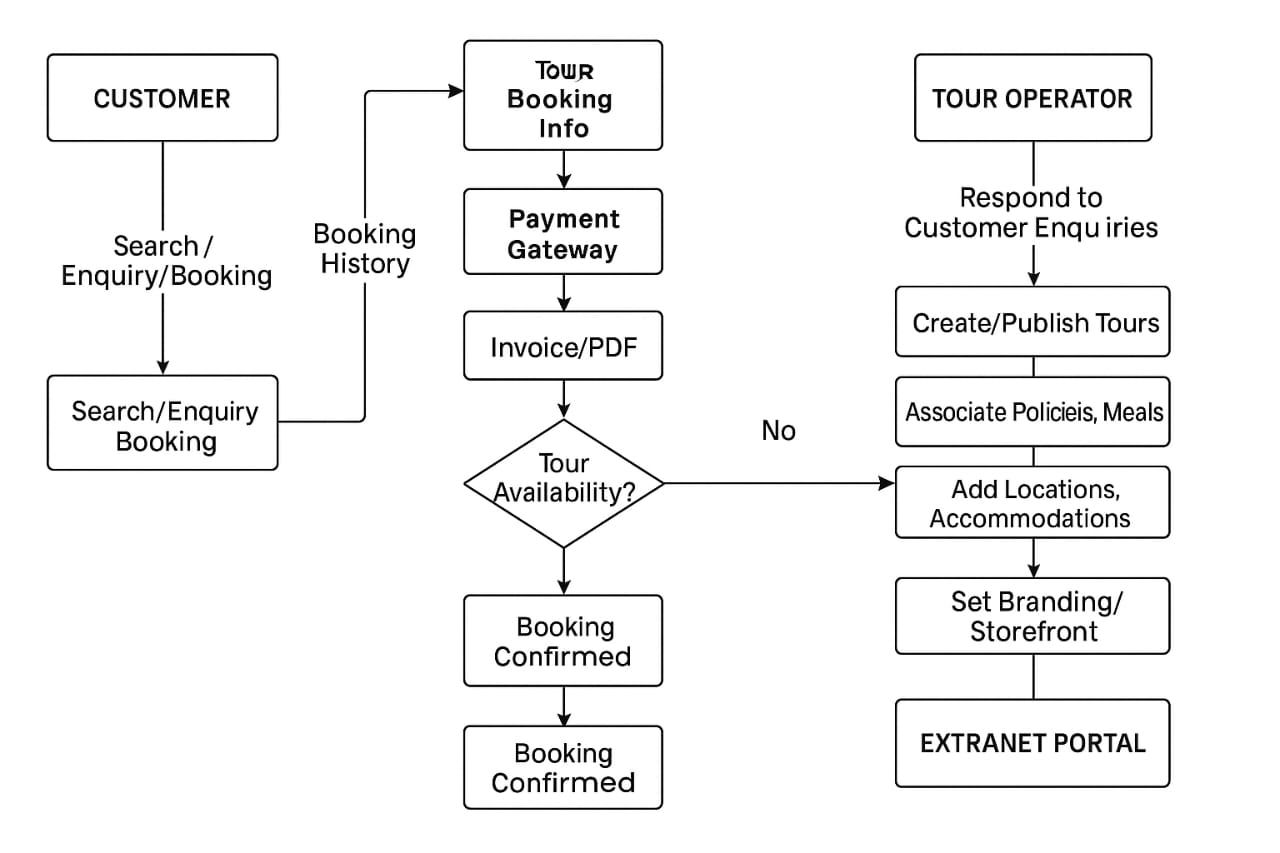 CUSTOMER
Search /
Enquiry/Booking
Search/Enquiry
Booking
Booking
History
TOWR
Booking
Info
Payment
Gateway
Invoice/PDF
Tour
Availability?
No
Booking
Confirmed
Booking
Confirmed
TOUR OPERATOR
Respond to
Customer Enqu iries
Create/Publish Tours
Associate Policieis, Meals
Add Locations,
Accommodations
Set Branding/
Storefront
EXTRANET PORTAL